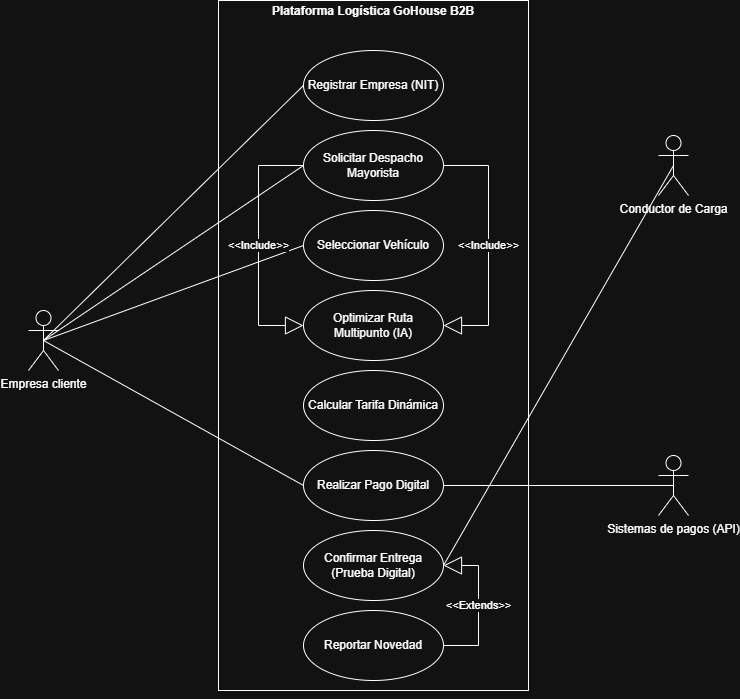 Plataforma Logística GoHouse B2B
Registrar Empresa (NIT)
Solicitar Despacho
Mayorista
Conductor de Carga
<<Include>>
Seleccionar Vehículo
<<Include>>
Optimizar Ruta
Multipunto (IA)
Empresa cliente
Calcular Tarifa Dinámica
Realizar Pago Digital
Sistemas de pagos (API)
Confirmar Entrega
(Prueba Digital)
<<Extends>>
Reportar Novedad